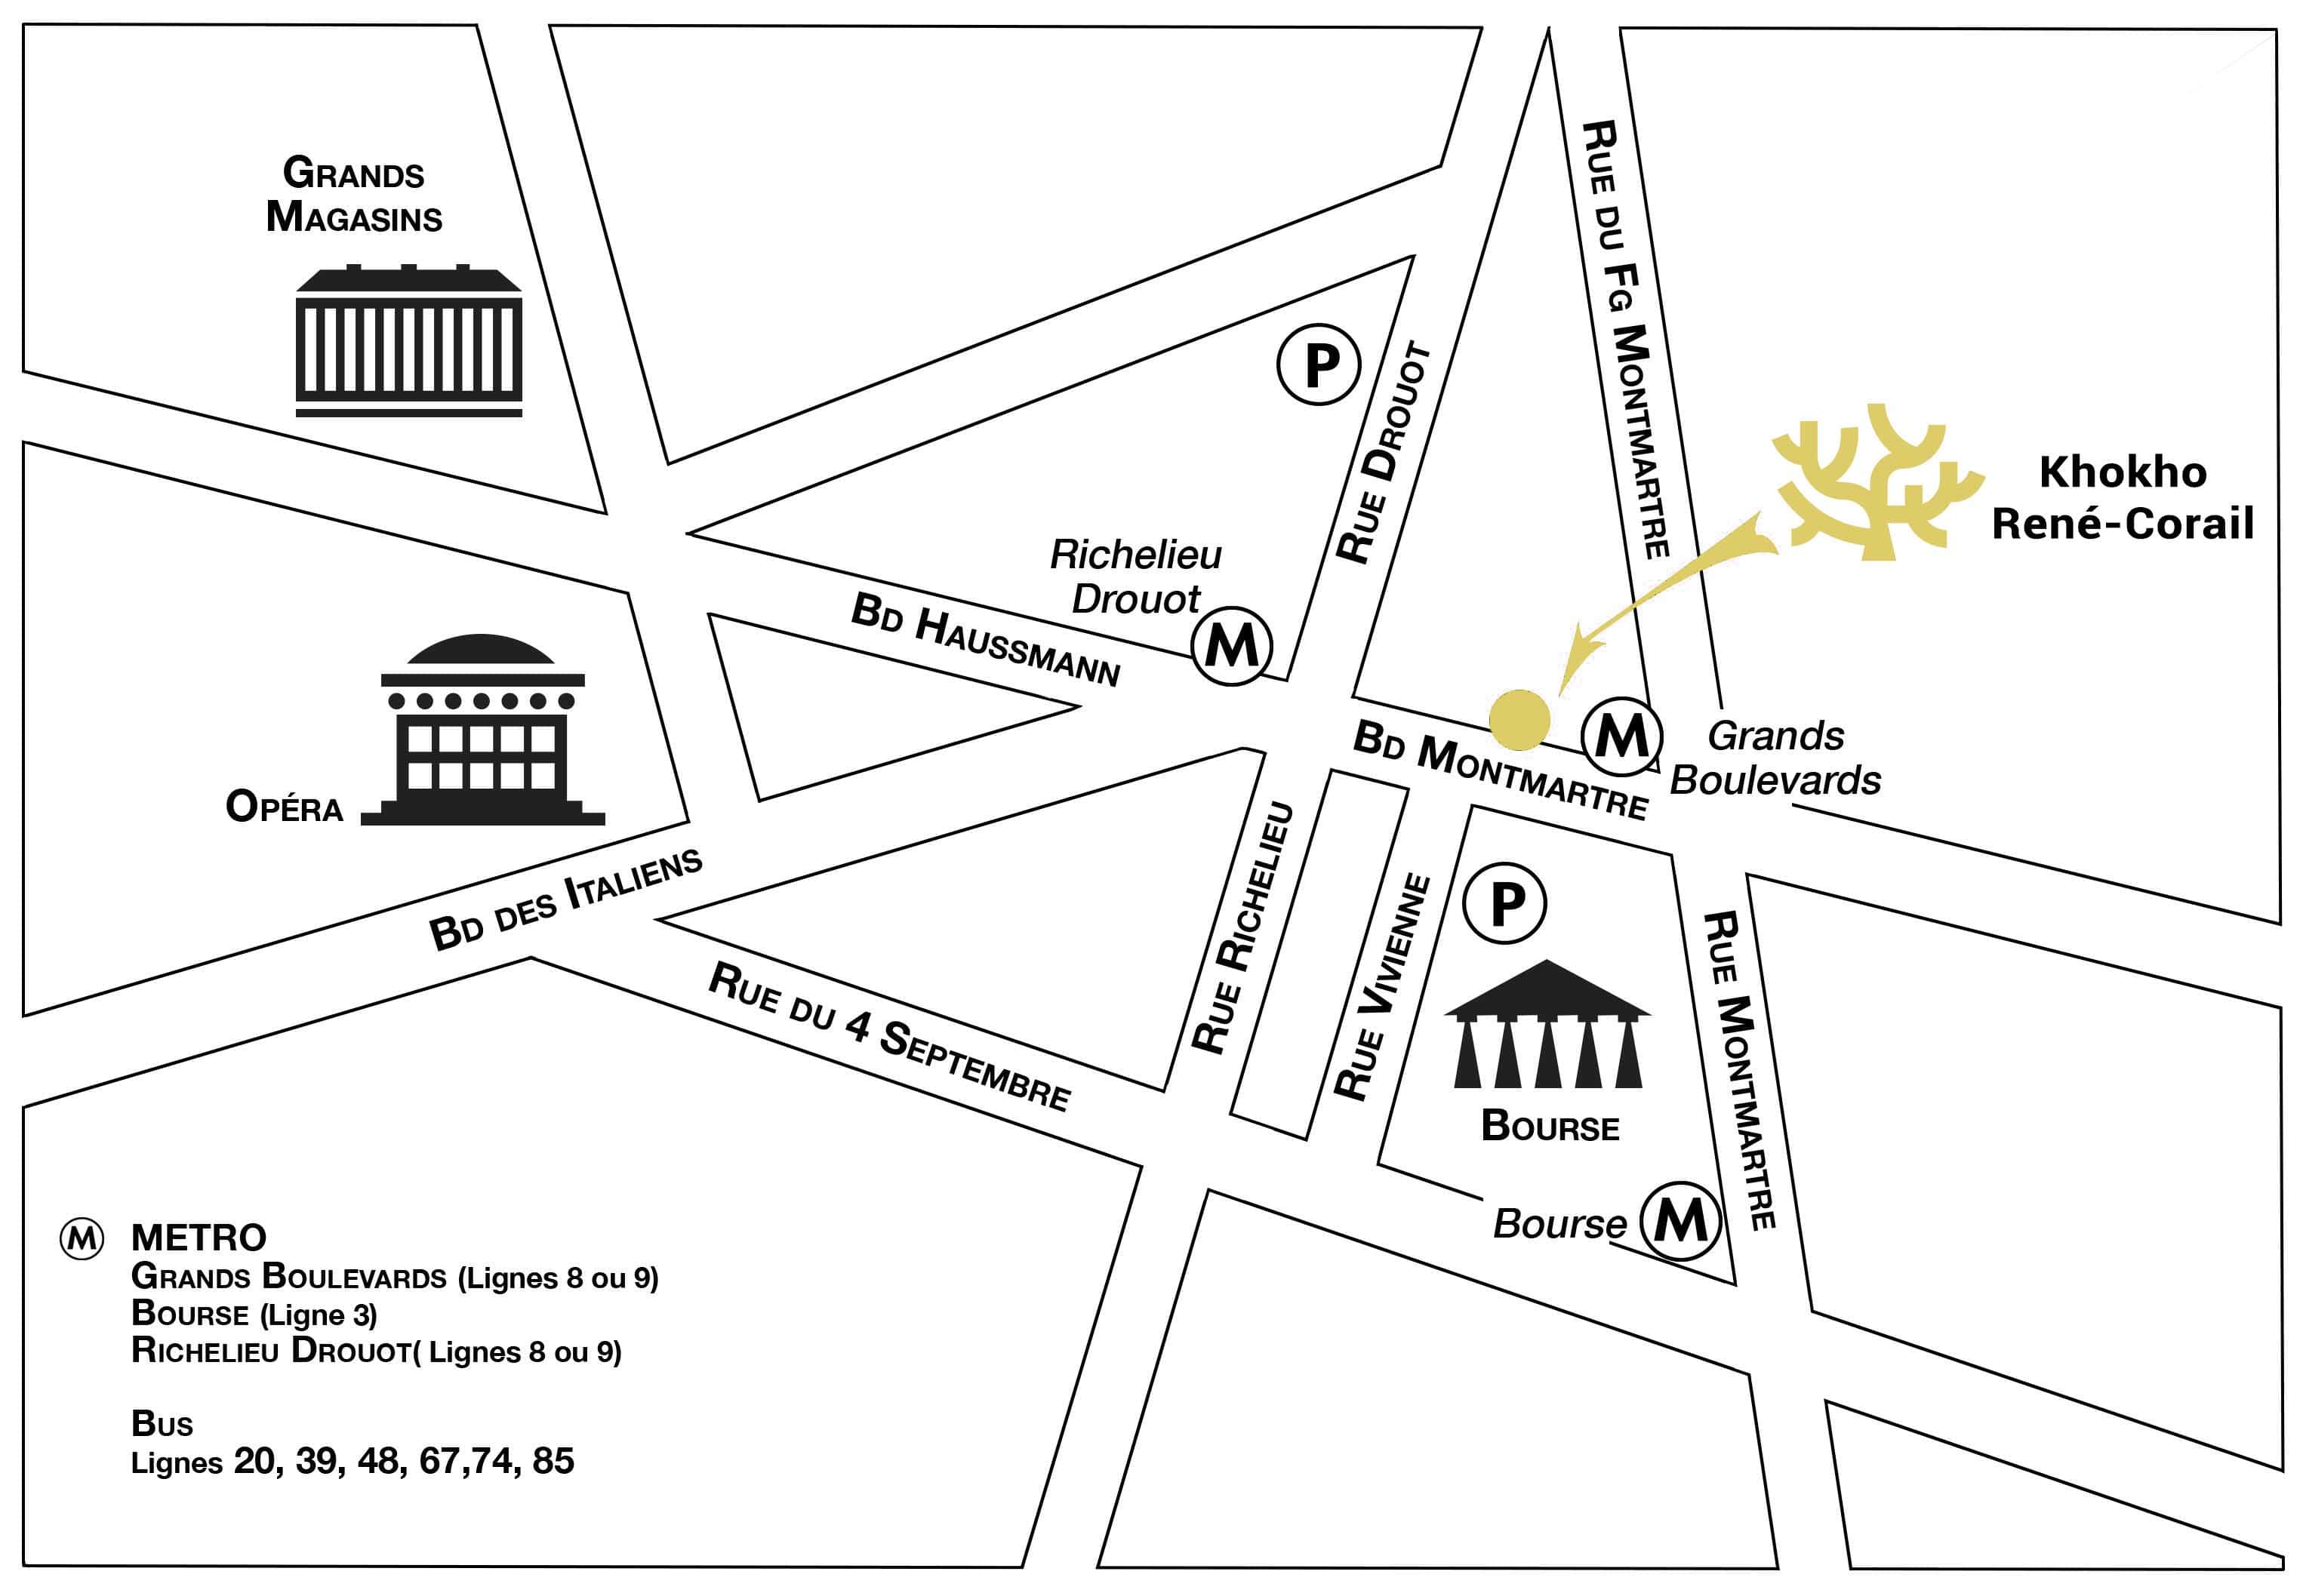 Grands
Magasins
Rue du Fg Montmartre
P
Rue Drouot
Khokho
René-Corail
Richelieu
Drouot
M
Bd Haussmann
M
Grands
Boulevards
Bd Montmartre
Opéra
Bd des Italiens
Rue du 4 Septembre
Rue Richelieu
Rue Vivienne
P
Bourse
Rue Montmartre
Bourse
M
M
METRO
Grands Boulevards (Lignes 8 ou 9)
Bourse (Ligne 3)
Richelieu Drouot( Lignes 8 ou 9)
Bus
Lignes 20, 39, 48, 67,74, 85